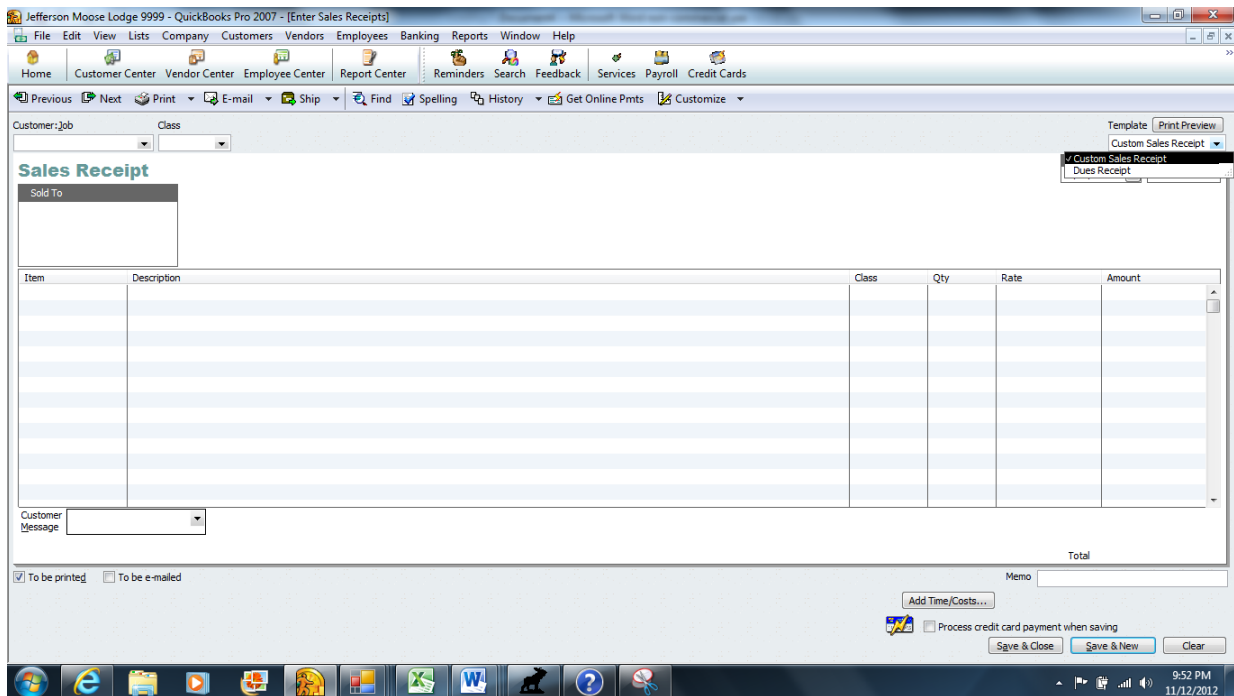 Jefferson Moose Lodge 9999 - QuickBooks Pro 2007 - [Enter Sales Receipts]
File Edit View Lists Company Customers Vendors Employees Banking Reports Window Help
Home Customer Center Vendor Center Employee Center Report Center Reminders Search Feedback Services Payroll Credit Cards
Previous Next Print E-mail Ship Find Spelling History Get Online Pmts Customize
Customer:Job Class Template Print Preview
Custom Sales Receipt
Custom Sales Receipt
Dues Receipt
Sales Receipt
Sold To
Item Description Class Qty Rate Amount
Customer
Message
Total
To be printed To be e-mailed Memo
Add Time/Costs...
Process credit card payment when saving
Save & Close Save & New Clear
9:52 PM
11/12/2012